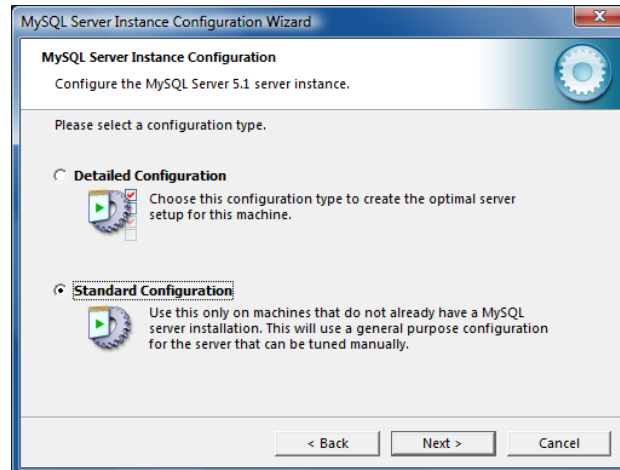 MySQL Server Instance Configuration Wizard
MySQL Server Instance Configuration
Configure the MySQL Server 5.1 server instance.
Please select a configuration type.
Detailed Configuration
Choose this configuration type to create the optimal server
setup for this machine.
Standard Configuration
Use this only on machines that do not already have a MySQL
server installation. This will use a general purpose configuration
for the server that can be tuned manually.
< Back
Next >
Cancel